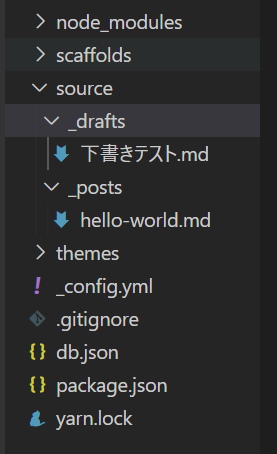 node_modules
scaffolds
source
_drafts
下書きテスト.md
_posts
hello-world.md
themes
_config.yml
.gitignore
db.json
package.json
yarn.lock